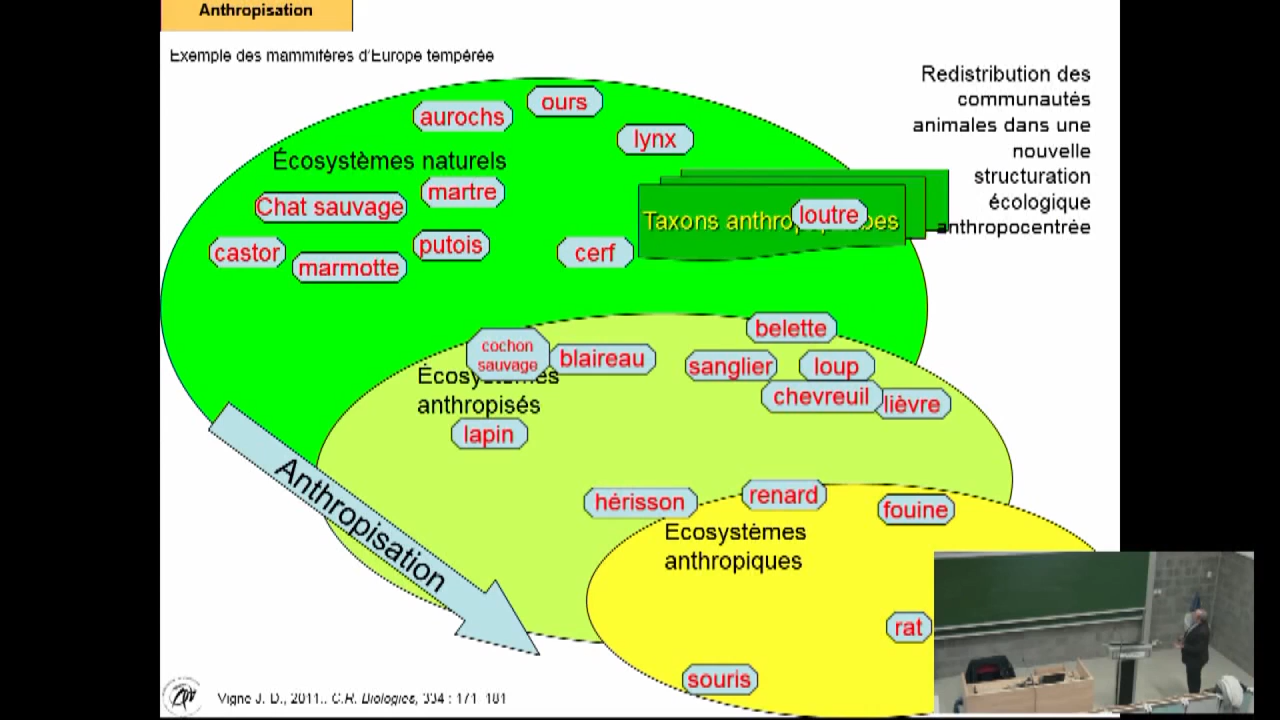 Anthropisation
Exemple des mammifères d'Europe tempérée
Redistribution des
communautés
animales dans une
nouvelle
structuration
écologique
anthropocentrée
ours
aurochs
lynx
Écosystèmes naturels
martre
Chat sauvage
loutre
Taxons
putois
castor
cerf
marmotte
belette
cochon
sauvage
blaireau
sanglier
loup
Écosystèmes
anthropisés
chevreuil
lièvre
lapin
Anthropisation
hérisson
renard
fouine
Ecosystèmes
anthropiques
rat
souris
Vigne J. D., 2011.. C.R. Biologies, 334 : 171-181